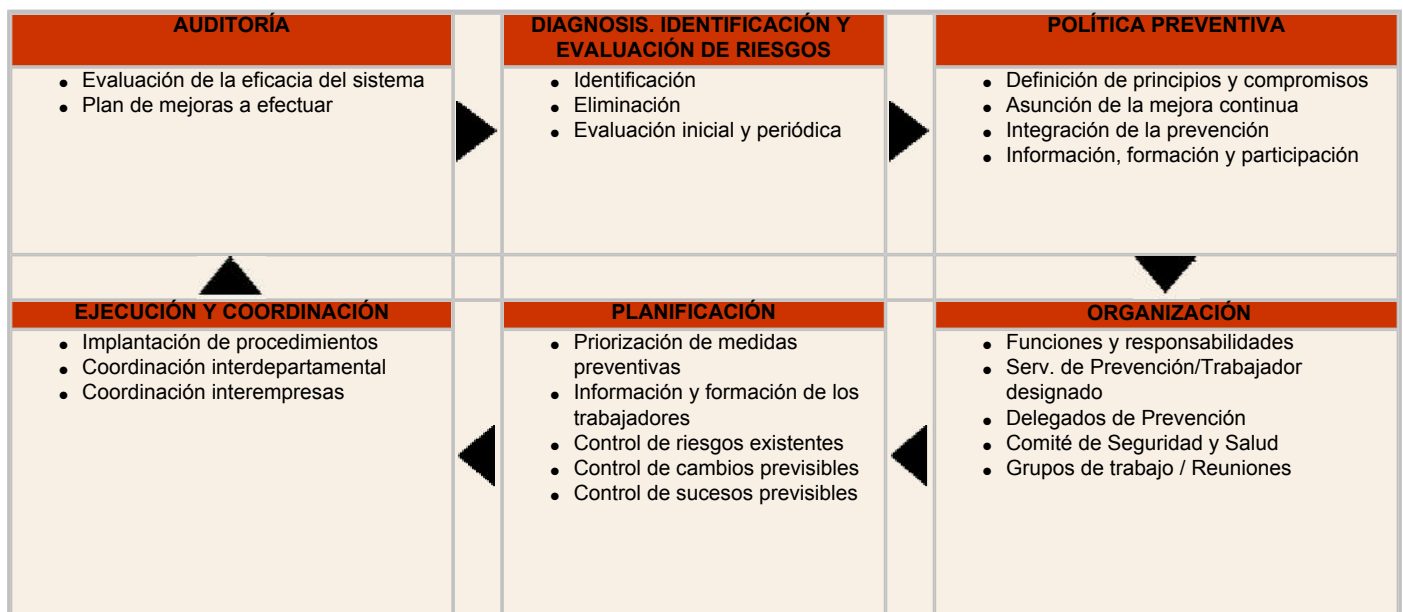 AUDITORÍA
Evaluación de la eficacia del sistema
Plan de mejoras a efectuar
DIAGNOSIS. IDENTIFICACIÓN Y
EVALUACIÓN DE RIESGOS
Identificación
Eliminación
Evaluación inicial y periódica
POLÍTICA PREVENTIVA
Definición de principios y compromisos
Asunción de la mejora continua
Integración de la prevención
Información, formación y participación
EJECUCIÓN Y COORDINACIÓN
Implantación de procedimientos
Coordinación interdepartamental
Coordinación interempresas
PLANIFICACIÓN
Priorización de medidas
preventivas
Información y formación de los
trabajadores
Control de riesgos existentes
Control de cambios previsibles
Control de sucesos previsibles
ORGANIZACIÓN
Funciones y responsabilidades
Serv. de Prevención/Trabajador
designado
Delegados de Prevención
Comité de Seguridad y Salud
Grupos de trabajo / Reuniones